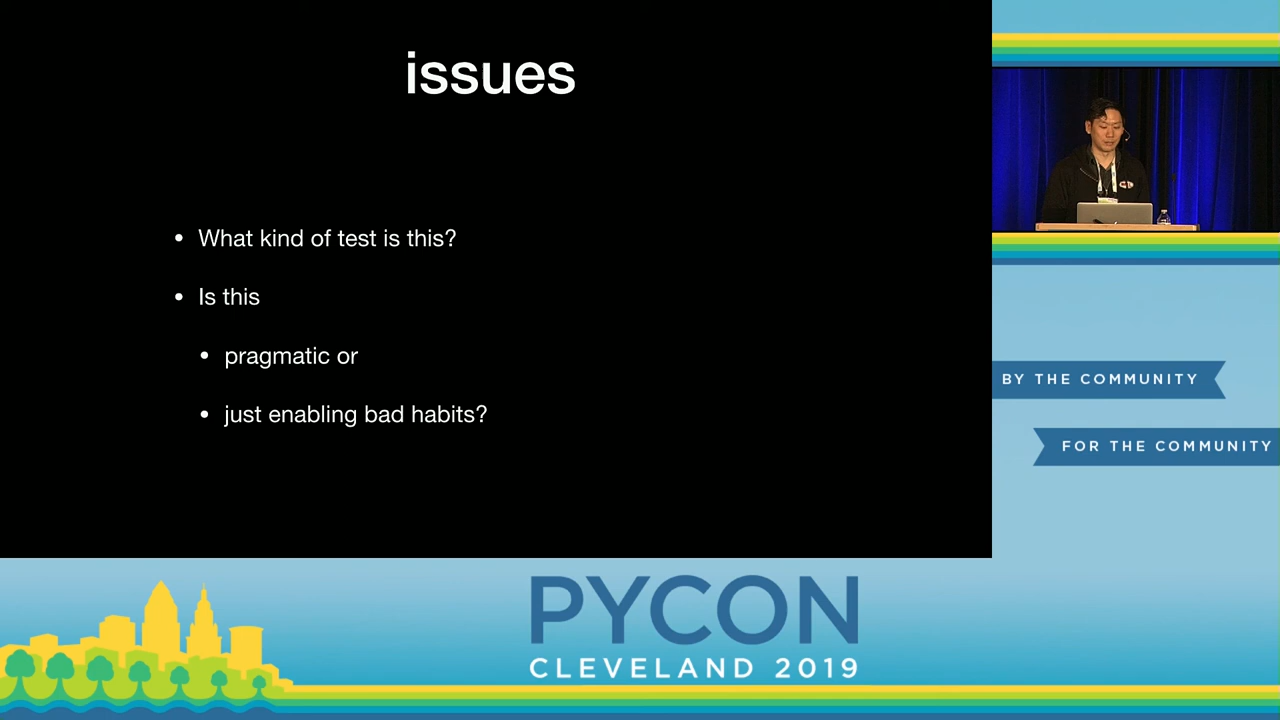 issues
What kind of test is this?
Is this
pragmatic or
just enabling bad habits?
BY THE COMMUNITY
FOR THE COMMUNITY
PYCON
CLEVELAND 2019